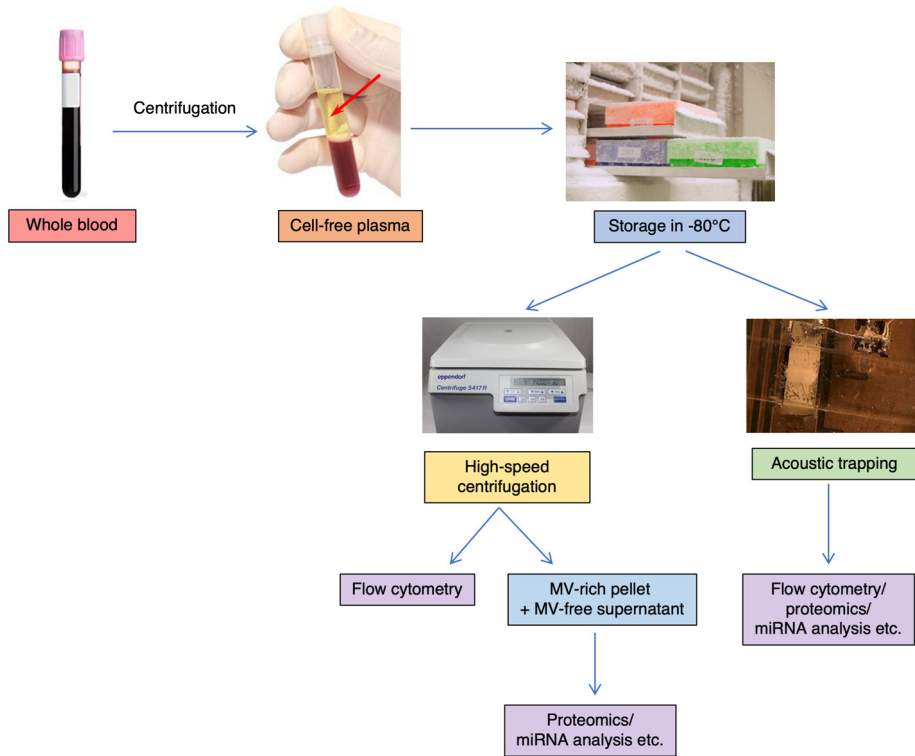 Centrifugation
Whole blood
Cell-free plasma
Storage in -80°C
eppendorf
Centrifuge 5417R
High-speed
centrifugation
Acoustic trapping
Flow cytometry
MV-rich pellet
+ MV-free supernatant
Flow cytometry/
proteomics/
miRNA analysis etc.
Proteomics/
miRNA analysis etc.